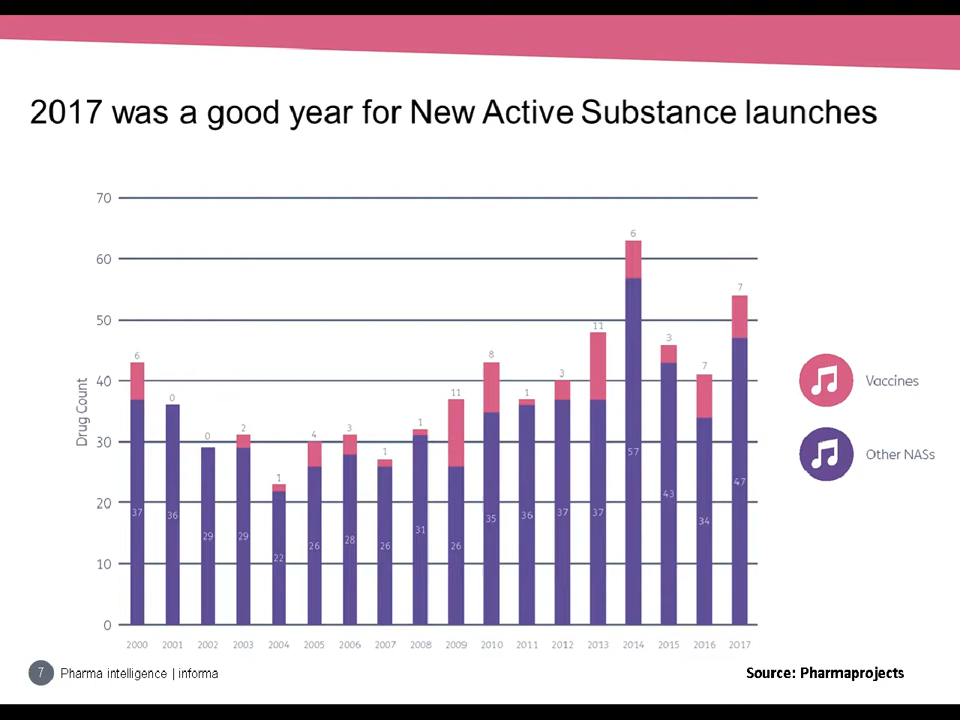 2017 was a good year for New Active Substance launches
70
60
50
40
30
20
10
0
Drug Count
6 0 0 2 1 4 3 1 1 11 8 1 3 11 6 3 7 7
37 36 29 29 22 26 28 26 31 26 35 36 37 37 57 43 34 47
2000 2001 2002 2003 2004 2005 2006 2007 2008 2009 2010 2011 2012 2013 2014 2015 2016 2017
Vaccines
Other NASs
7 Pharma intelligence | informa
Source: Pharmaprojects